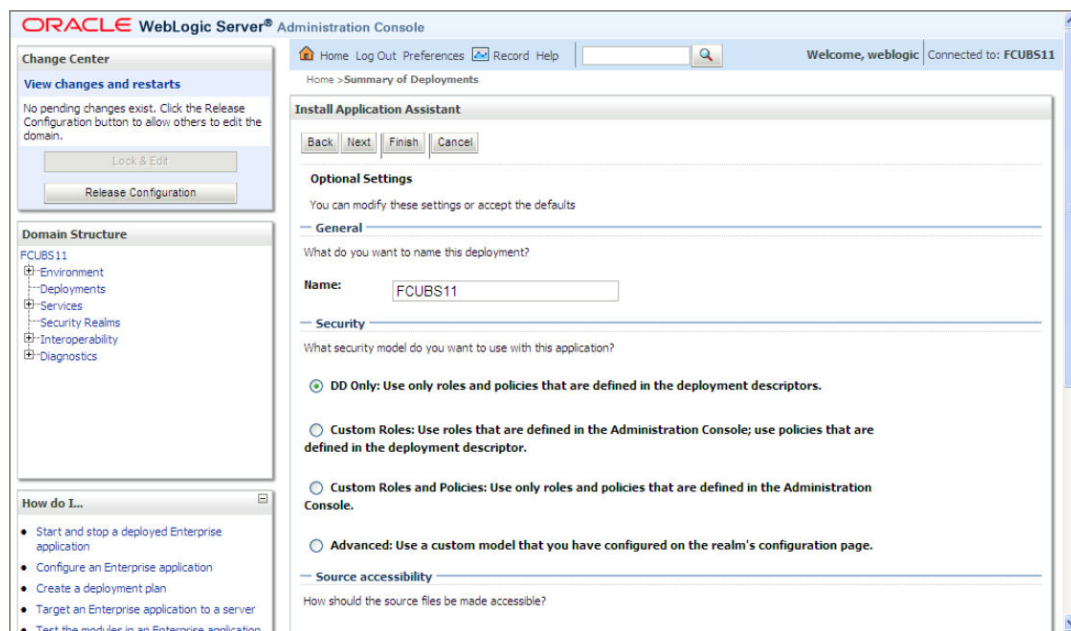 ORACLE WebLogic Server® Administration Console
Change Center
View changes and restarts
No pending changes exist. Click the Release
Configuration button to allow others to edit the
domain.
Lock & Edit
Release Configuration
Domain Structure
FCUBS11
Environment
Deployments
Services
Security Realms
Interoperability
Diagnostics
How do I...
Start and stop a deployed Enterprise
application
Configure an Enterprise application
Create a deployment plan
Target an Enterprise application to a server
Test the modules in an Enterprise application
Home Log Out Preferences Record Help
Welcome, weblogic Connected to: FCUBS11
Home >Summary of Deployments
Install Application Assistant
Back Next Finish Cancel
Optional Settings
You can modify these settings or accept the defaults
General
What do you want to name this deployment?
Name: FCUBS11
Security
What security model do you want to use with this application?
DD Only: Use only roles and policies that are defined in the deployment descriptors.
Custom Roles: Use roles that are defined in the Administration Console; use policies that are
defined in the deployment descriptor.
Custom Roles and Policies: Use only roles and policies that are defined in the Administration
Console.
Advanced: Use a custom model that you have configured on the realm's configuration page.
Source accessibility
How should the source files be made accessible?